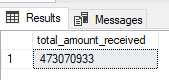 Results Messages
total_amount_received
1 473070933